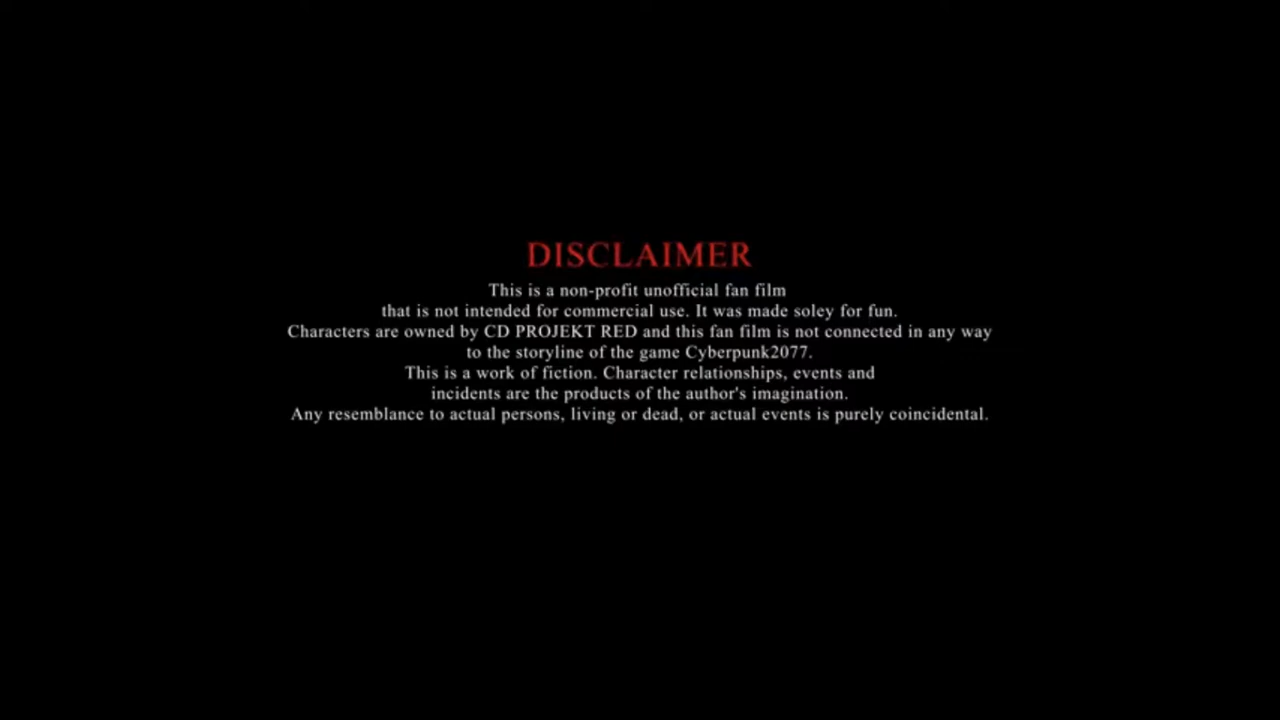 DISCLAIMER
This is a non-profit unofficial fan film
that is not intended for commercial use. It was made soley for fun.
Characters are owned by CD PROJEKT RED and this fan film is not connected in any way
to the storyline of the game Cyberpunk2077.
This is a work of fiction. Character relationships, events and
incidents are the products of the author's imagination.
Any resemblance to actual persons, living or dead, or actual events is purely coincidental.